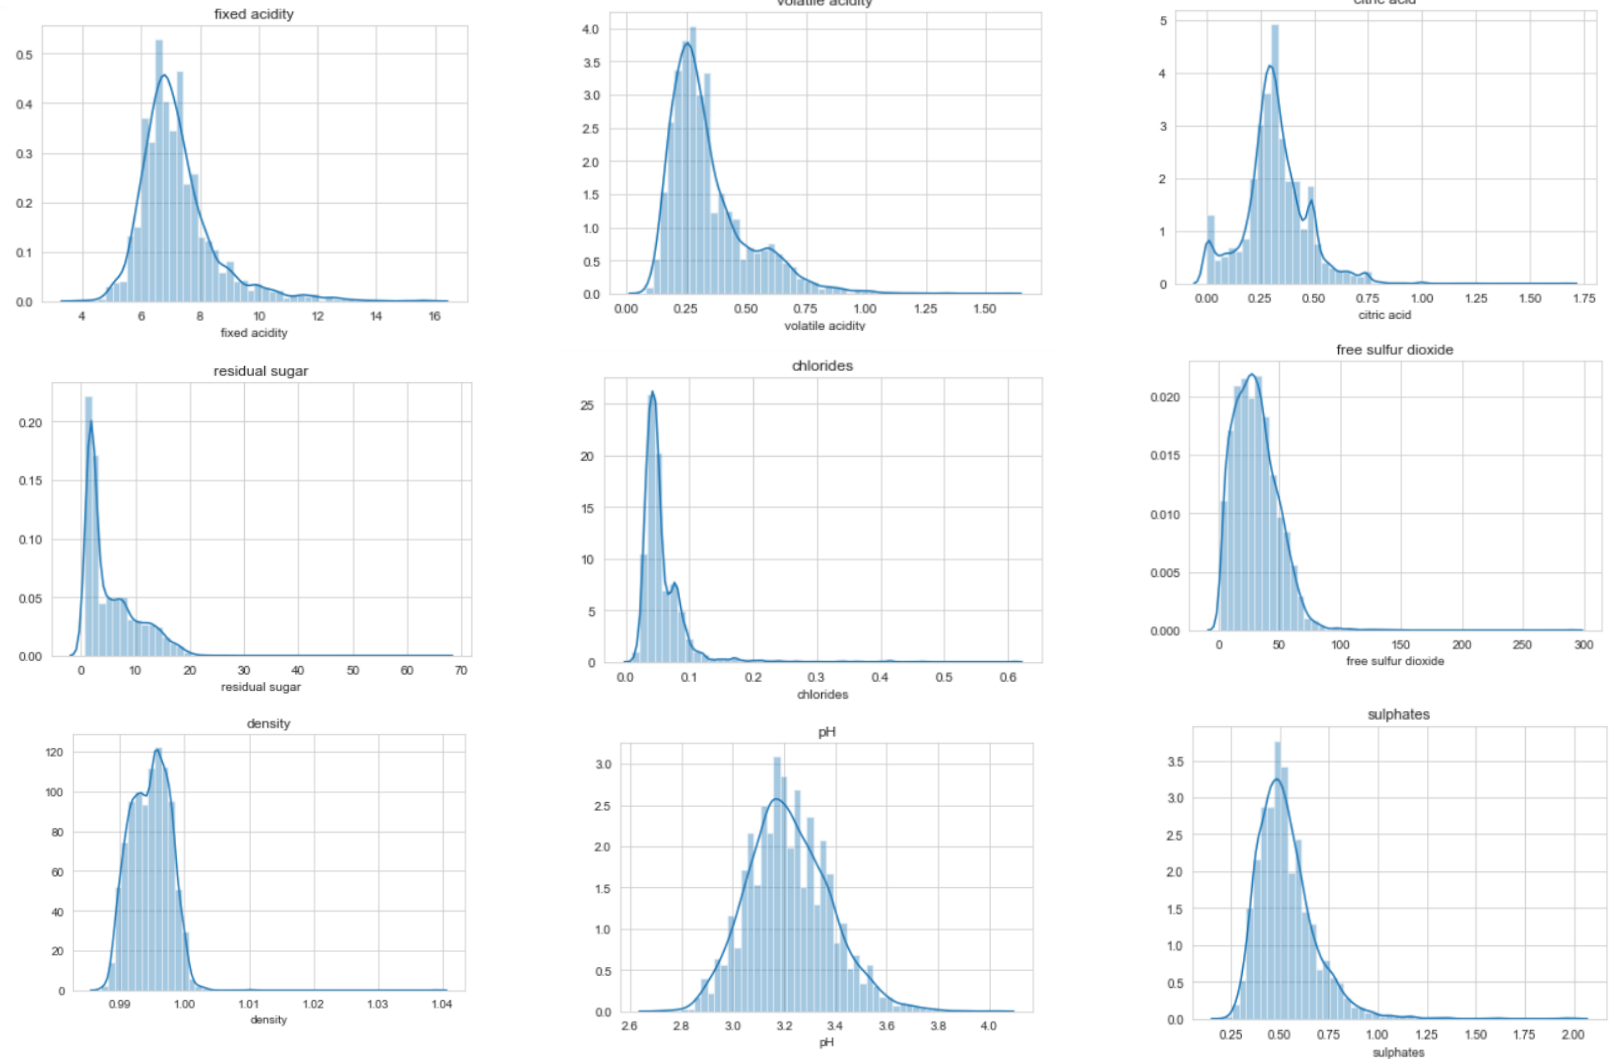 fixed acidity
0.5
0.4
0.3
0.2
0.1
0.0
4 6 8 10 12 14 16
fixed acidity
volatile acidity
4.0
3.5
3.0
2.5
2.0
1.5
1.0
0.5
0.0
0.00 0.25 0.50 0.75 1.00 1.25 1.50
volatile acidity
citric acid
5
4
3
2
1
0
0.00 0.25 0.50 0.75 1.00 1.25 1.50 1.75
citric acid
residual sugar
0.20
0.15
0.10
0.05
0.00
0 10 20 30 40 50 60 70
residual sugar
chlorides
25
20
15
10
5
0
0.0 0.1 0.2 0.3 0.4 0.5 0.6
chlorides
free sulfur dioxide
0.020
0.015
0.010
0.005
0.000
0 50 100 150 200 250 300
free sulfur dioxide
density
120
100
80
60
40
20
0
0.99 1.00 1.01 1.02 1.03 1.04
density
pH
3.0
2.5
2.0
1.5
1.0
0.5
0.0
2.6 2.8 3.0 3.2 3.4 3.6 3.8 4.0
pH
sulphates
3.5
3.0
2.5
2.0
1.5
1.0
0.5
0.0
0.25 0.50 0.75 1.00 1.25 1.50 1.75 2.00
sulphates